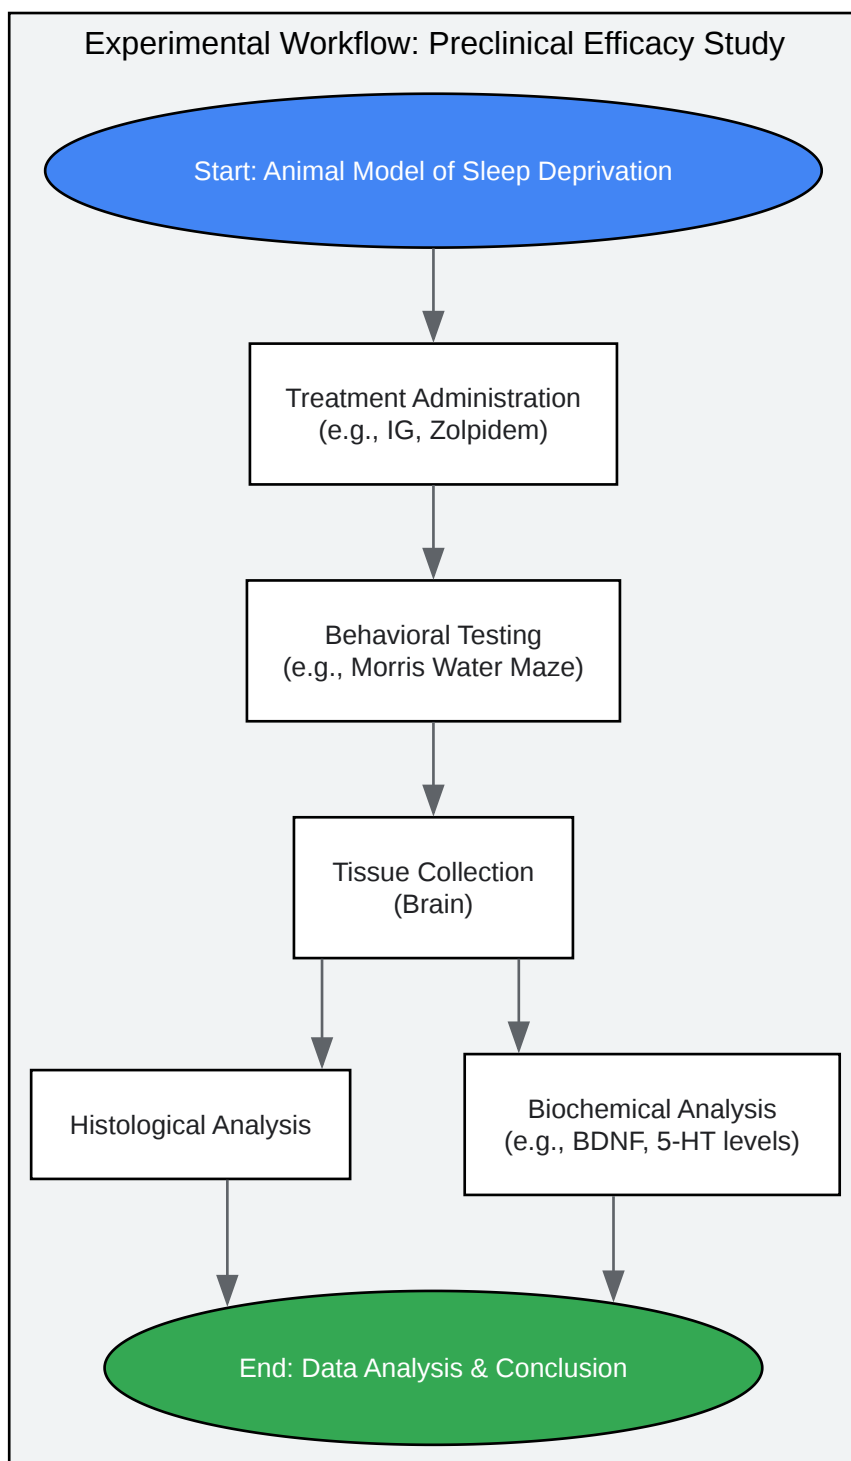 Experimental Workflow: Preclinical Efficacy Study
Start: Animal Model of Sleep Deprivation
Treatment Administration
(e.g., IG, Zolpidem)
Behavioral Testing
(e.g., Morris Water Maze)
Tissue Collection
(Brain)
Histological Analysis
Biochemical Analysis
(e.g., BDNF, 5-HT levels)
End: Data Analysis & Conclusion